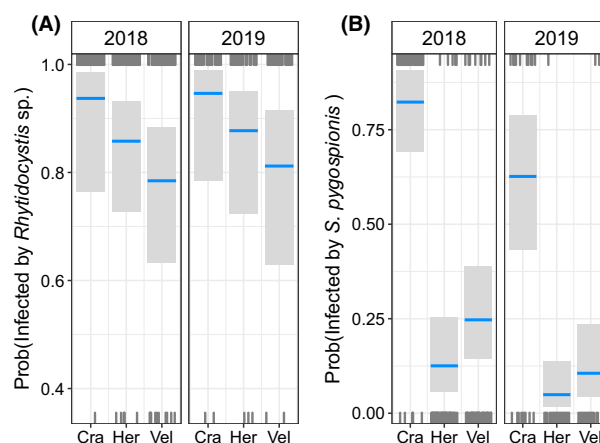 (A)
2018
2019
Prob(Infected by Rhytidocystis sp.)
1.0
0.8
0.6
0.4
Cra Her Vel
Cra Her Vel
(B)
2018
2019
Prob(Infected by S. pygospionis )
0.75
0.50
0.25
0.00
Cra Her Vel
Cra Her Vel